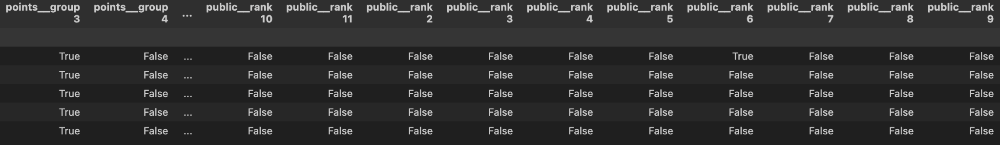 points__group 3 points__group 4 ... public__rank 10 public__rank 11 public__rank 2 public__rank 3 public__rank 4 public__rank 5 public__rank 6 public__rank 7 public__rank 8 public__rank 9
True False ... False False False False False False True False False False
True False ... False False False False False False False False False False
True False ... False False False False False False False False False False
True False ... False False False False False False False False False False
True False ... False False False False False False False False False False